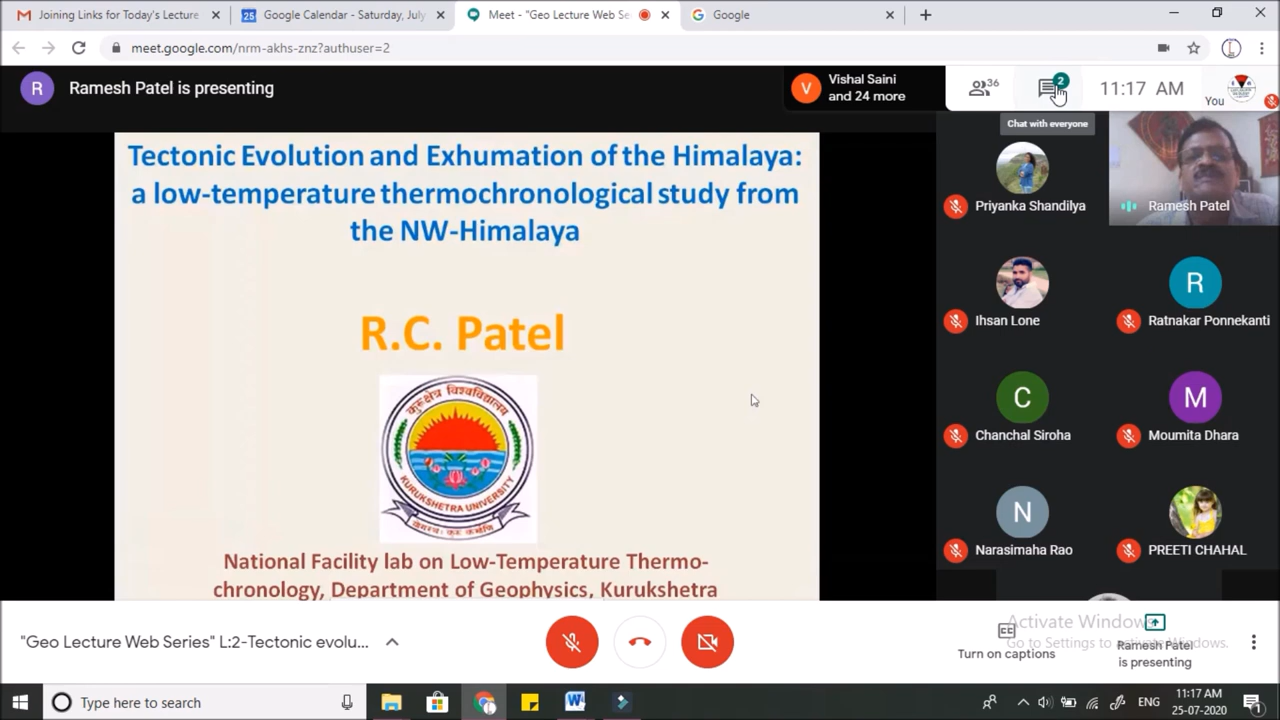 Joining Links for Today's Lecture
Google Calendar - Saturday, July
Meet - "Geo Lecture Web Se
Google
meet.google.com/nrm-akhs-znz?authuser=2
R
Ramesh Patel is presenting
V
Vishal Saini
and 24 more
36
2
11:17 AM
You
Chat with everyone
Tectonic Evolution and Exhumation of the Himalaya:
a low-temperature thermochronological study from
the NW-Himalaya
R.C. Patel
कुरुक्षेत्र विश्वविद्यालय
KURUKSHETRA UNIVERSITY
National Facility lab on Low-Temperature Thermo-
chronology, Department of Geophysics, Kurukshetra
Priyanka Shandilya
Ramesh Patel
Ihsan Lone
R
Ratnakar Ponnekanti
C
Chanchal Siroha
M
Moumita Dhara
N
Narasimaha Rao
PREETI CHAHAL
"Geo Lecture Web Series" L:2-Tectonic evolu...
CC
Turn on captions
Ramesh Patel
is presenting
Activate Windows
Go to Settings to activate Windows.
Type here to search
W
ENG
11:17 AM
25-07-2020
1